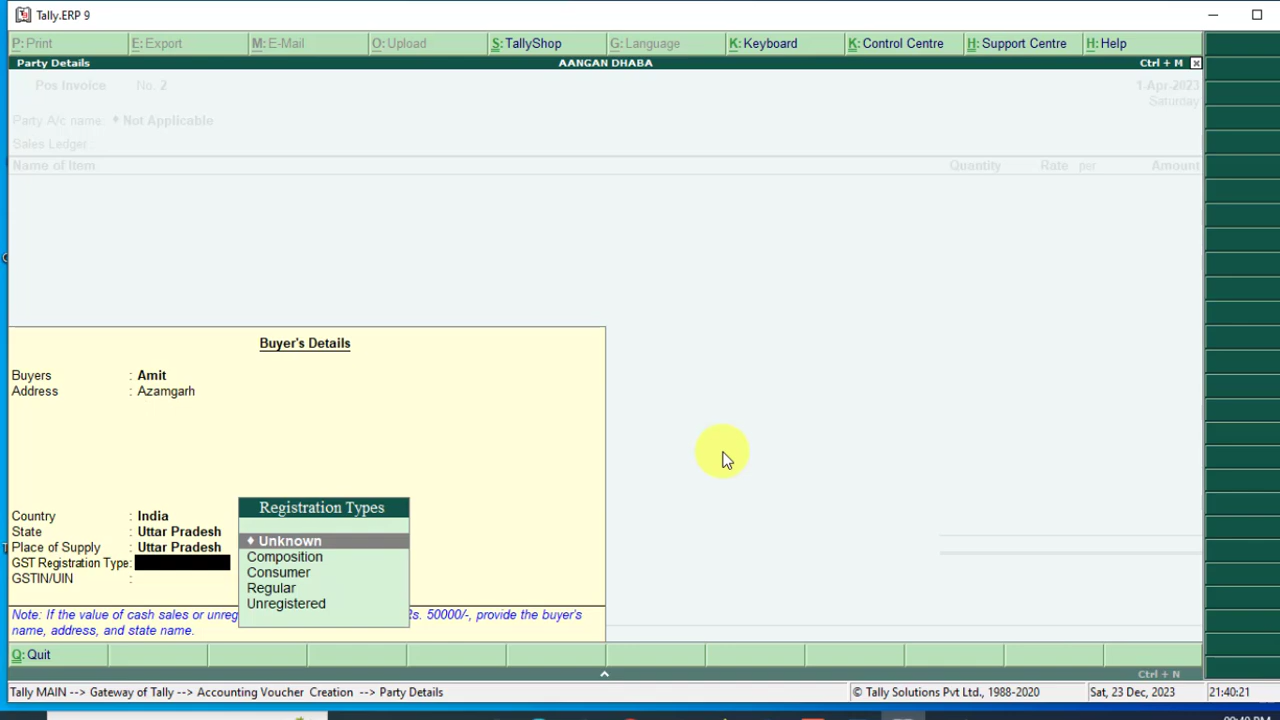 Tally.ERP 9
P: Print E: Export M: E-Mail O: Upload S: TallyShop G: Language K: Keyboard K: Control Centre H: Support Centre H: Help
Party Details AANGAN DHABA Ctrl + M
Pos Invoice No. 2 1-Apr-2023
Saturday
Party A/c name: ♦ Not Applicable
Sales Ledger
Name of Item Quantity Rate per Amount
Buyer's Details
Buyers : Amit
Address : Azamgarh
Country : India
State : Uttar Pradesh
Place of Supply : Uttar Pradesh
GST Registration Type:
GSTIN/UIN :
Registration Types
♦ Unknown
Composition
Consumer
Regular
Unregistered
Note: If the value of cash sales or unreg s. 50000/-, provide the buyer's
name, address, and state name.
Q: Quit
Ctrl + N
Tally MAIN --> Gateway of Tally --> Accounting Voucher Creation --> Party Details © Tally Solutions Pvt Ltd., 1988-2020 Sat, 23 Dec, 2023 21:40:21